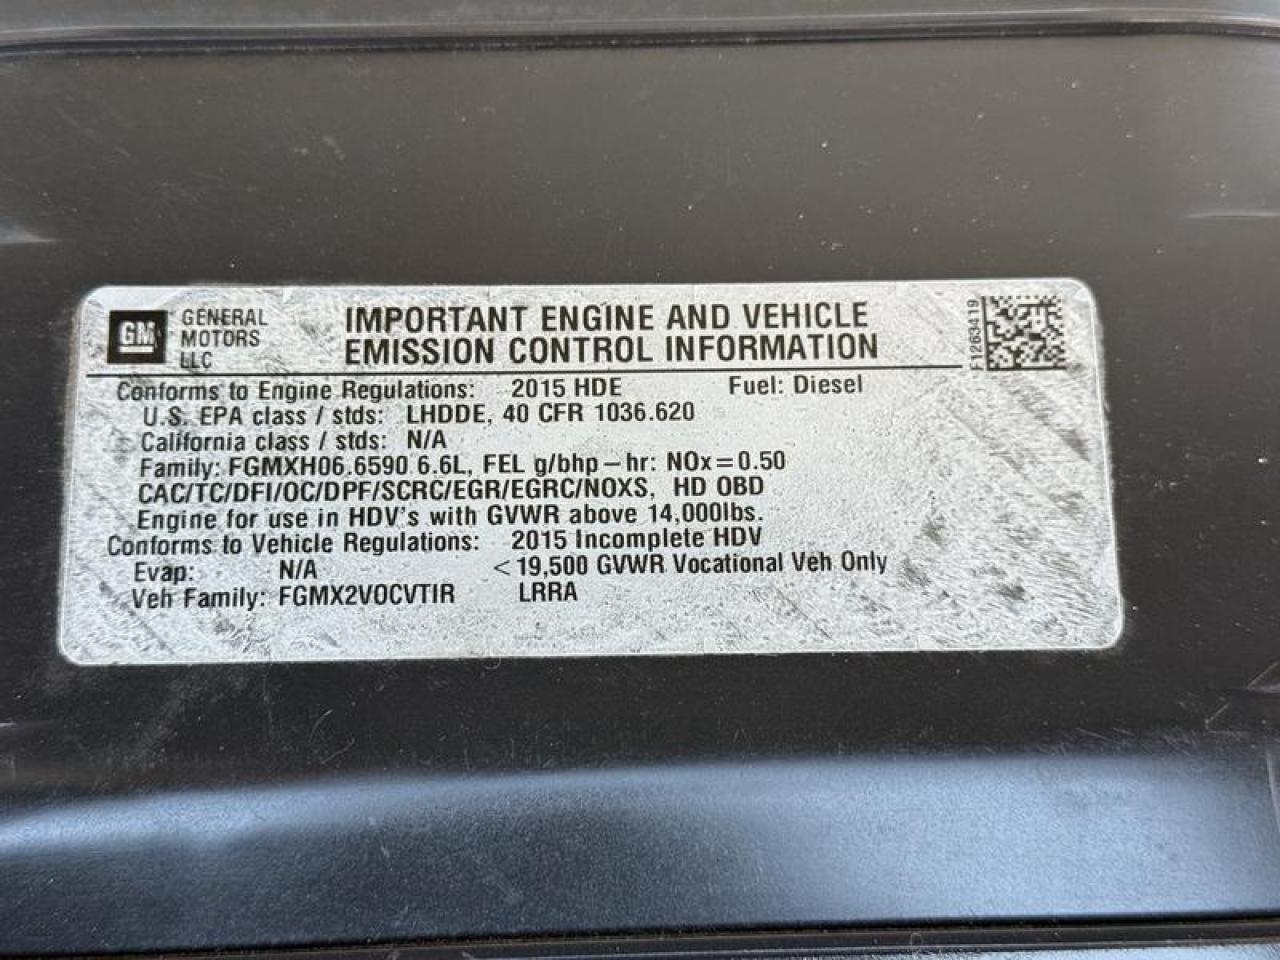 GM GENERAL MOTORS LLC
IMPORTANT ENGINE AND VEHICLE
EMISSION CONTROL INFORMATION
F1263419
Conforms to Engine Regulations: 2015 HDE Fuel: Diesel
U.S. EPA class / stds: LHDDE, 40 CFR 1036.620
California class / stds: N/A
Family: FGMXH06.6590 6.6L, FEL g/bhp-hr: NOx=0.50
CAC/TC/DFI/OC/DPF/SCRC/EGR/EGRC/NOXS, HD OBD
Engine for use in HDV's with GVWR above 14,000lbs.
Conforms to Vehicle Regulations: 2015 Incomplete HDV
Evap: N/A <19,500 GVWR Vocational Veh Only
Veh Family: FGMX2VOCVTIR LRRA